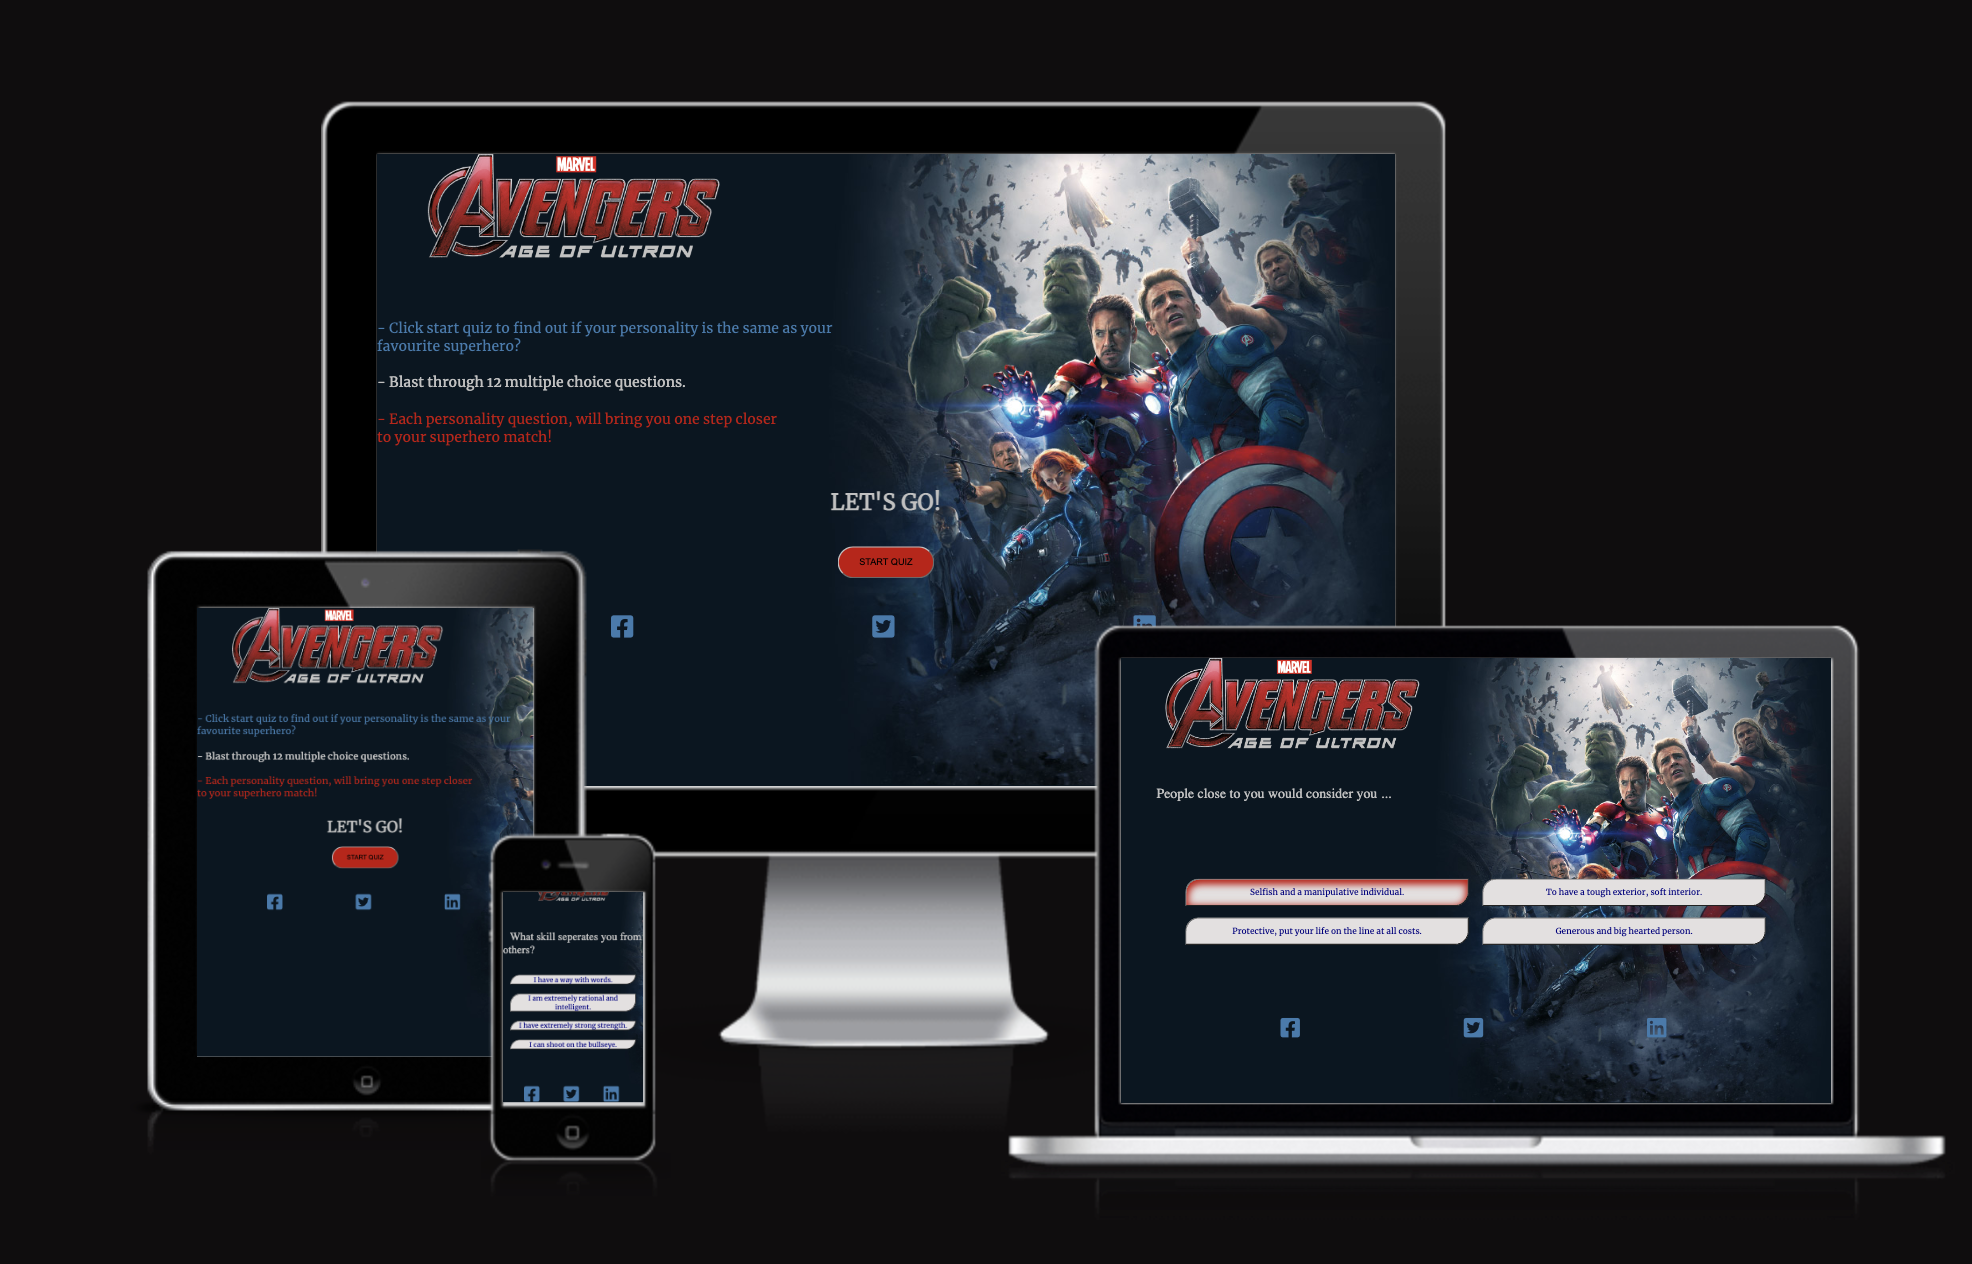 MARVEL
AVENGERS
AGE OF ULTRON
- Click start quiz to find out if your personality is the same as your
favourite superhero?
- Blast through 12 multiple choice questions.
- Each personality question, will bring you one step closer
to your superhero match!
LET'S GO!
START QUIZ
MARVEL
AVENGERS
AGE OF ULTRON
- Click start quiz to find out if your personality is the same as your
favourite superhero?
- Blast through 12 multiple choice questions.
- Each personality question, will bring you one step closer
to your superhero match!
LET'S GO!
START QUIZ
AGE OF ULTRON
What skill seperates you from
others?
I have a way with words.
I am extremely rational and
intelligent.
I have extremely strong strength.
I can shoot on the bullseye.
MARVEL
AVENGERS
AGE OF ULTRON
People close to you would consider you ...
Selfish and a manipulative individual.
To have a tough exterior, soft interior.
Protective, put your life on the line at all costs.
Generous and big hearted person.